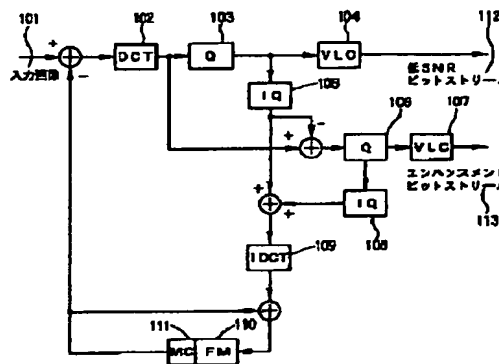 101
102
103
104
112
+
-
DCT
Q
VLC
入力画像
低SNR
ビットストリーム
IQ
105
-
+
106
107
Q
VLC
エンハンスメント
ビットストリーム
113
+
+
IQ
108
109
IDCT
111
110
MC
FM